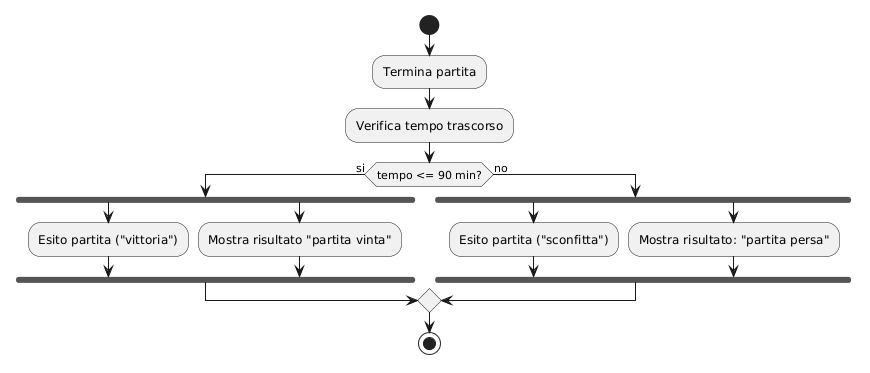 Termina partita
Verifica tempo trascorso
si
tempo <= 90 min?
no
Esito partita ("vittoria")
Mostra risultato "partita vinta"
Esito partita ("sconfitta")
Mostra risultato: "partita persa"